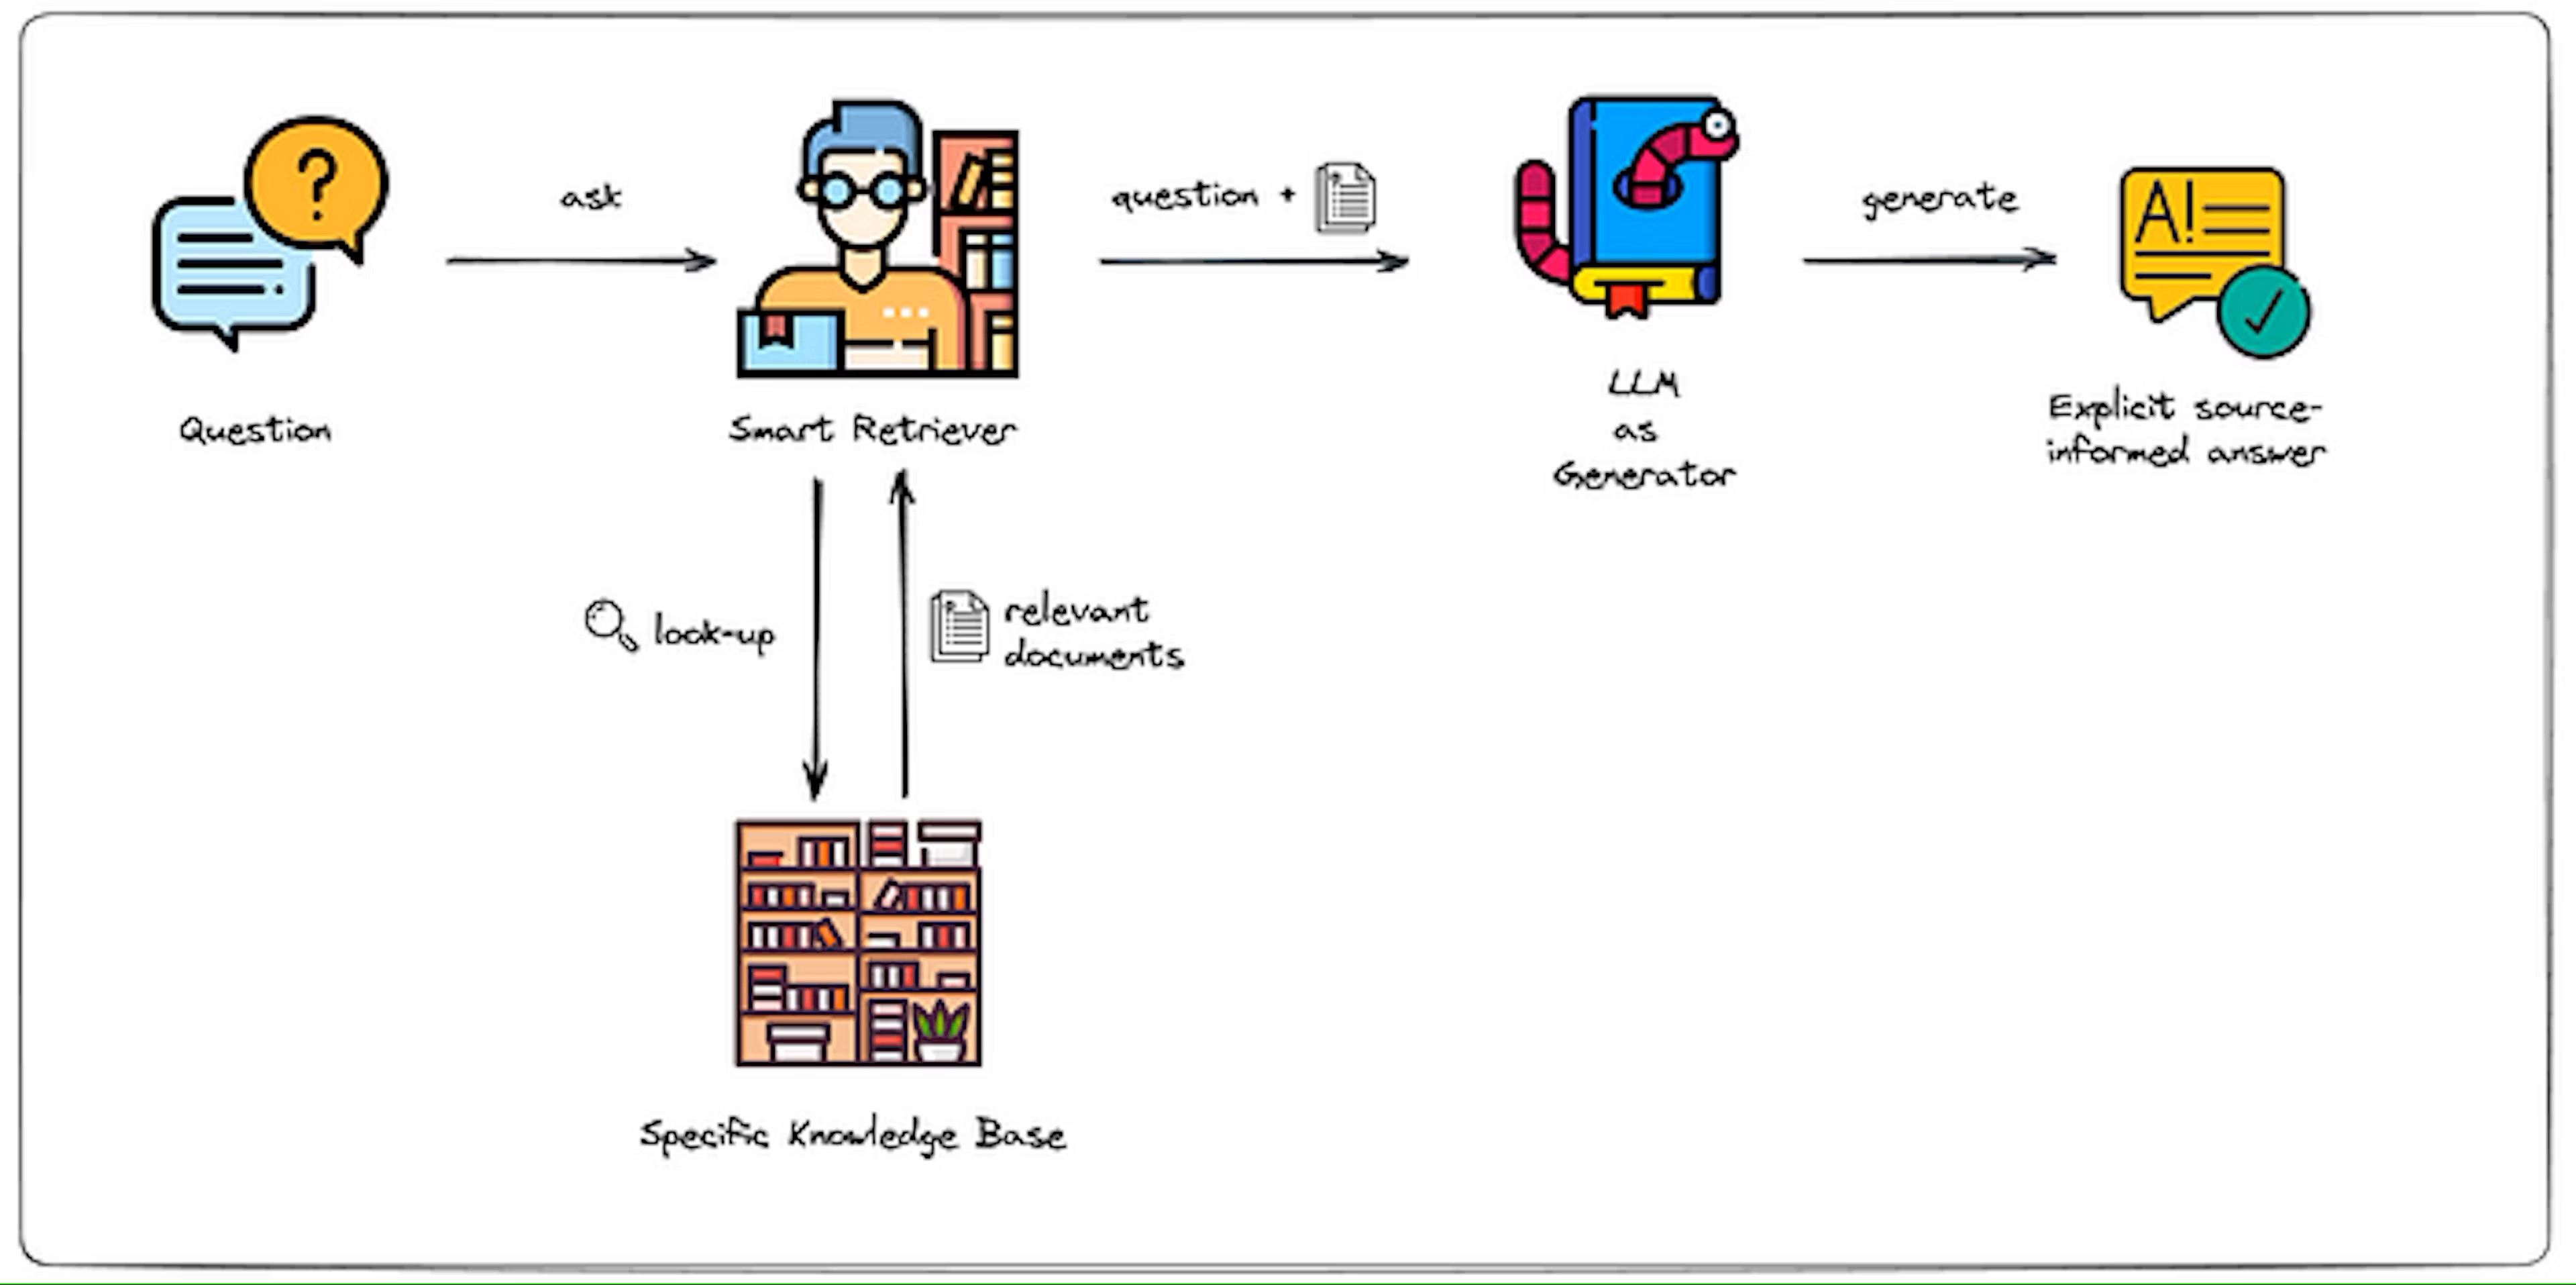 ?
ask
question +
generate
A!
Question
Smart Retriever
LLM
as
Generator
Explicit source-
informed answer
look-up
relevant
documents
Specific Knowledge Base